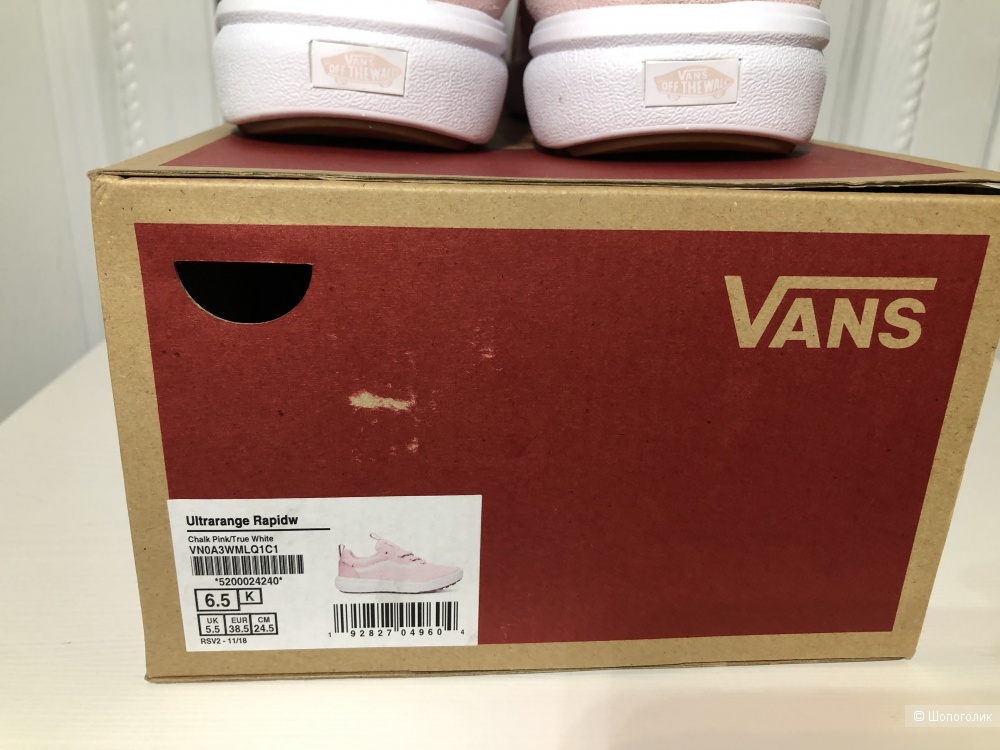 VANS
OFF THE WALL
VANS
OFF THE WALL
VANS
Ultrarange Rapidw
Chalk Pink/True White
VN0A3WMLQ1C1
*5200024240*
6.5 K
UK EUR CM
5.5 38.5 24.5
RSV2 - 11/18
1 92827 04960 4
© Шопоголик